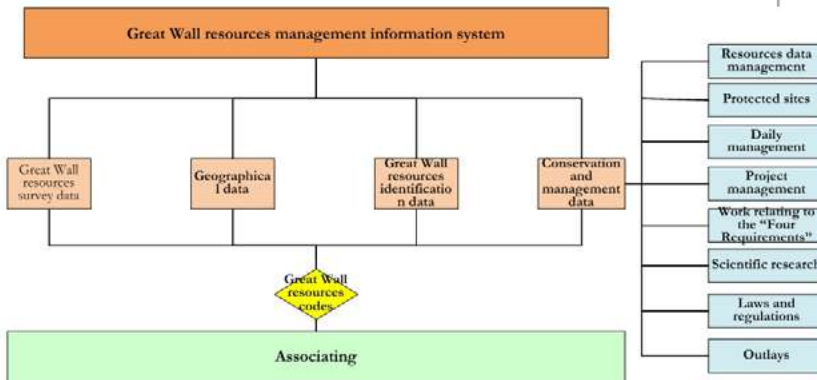 Great Wall resources management information system
Great Wall
resources
survey data
Geographica
l data
Great Wall
resources
identificatio
n data
Conservation
and
management
data
Great Wall
resources
codes
Associating
Resources data
management
Protected sites
Daily
management
Project
management
Work relating to
the “Four
Requirements”
Scientific research
Laws and
regulations
Outlays